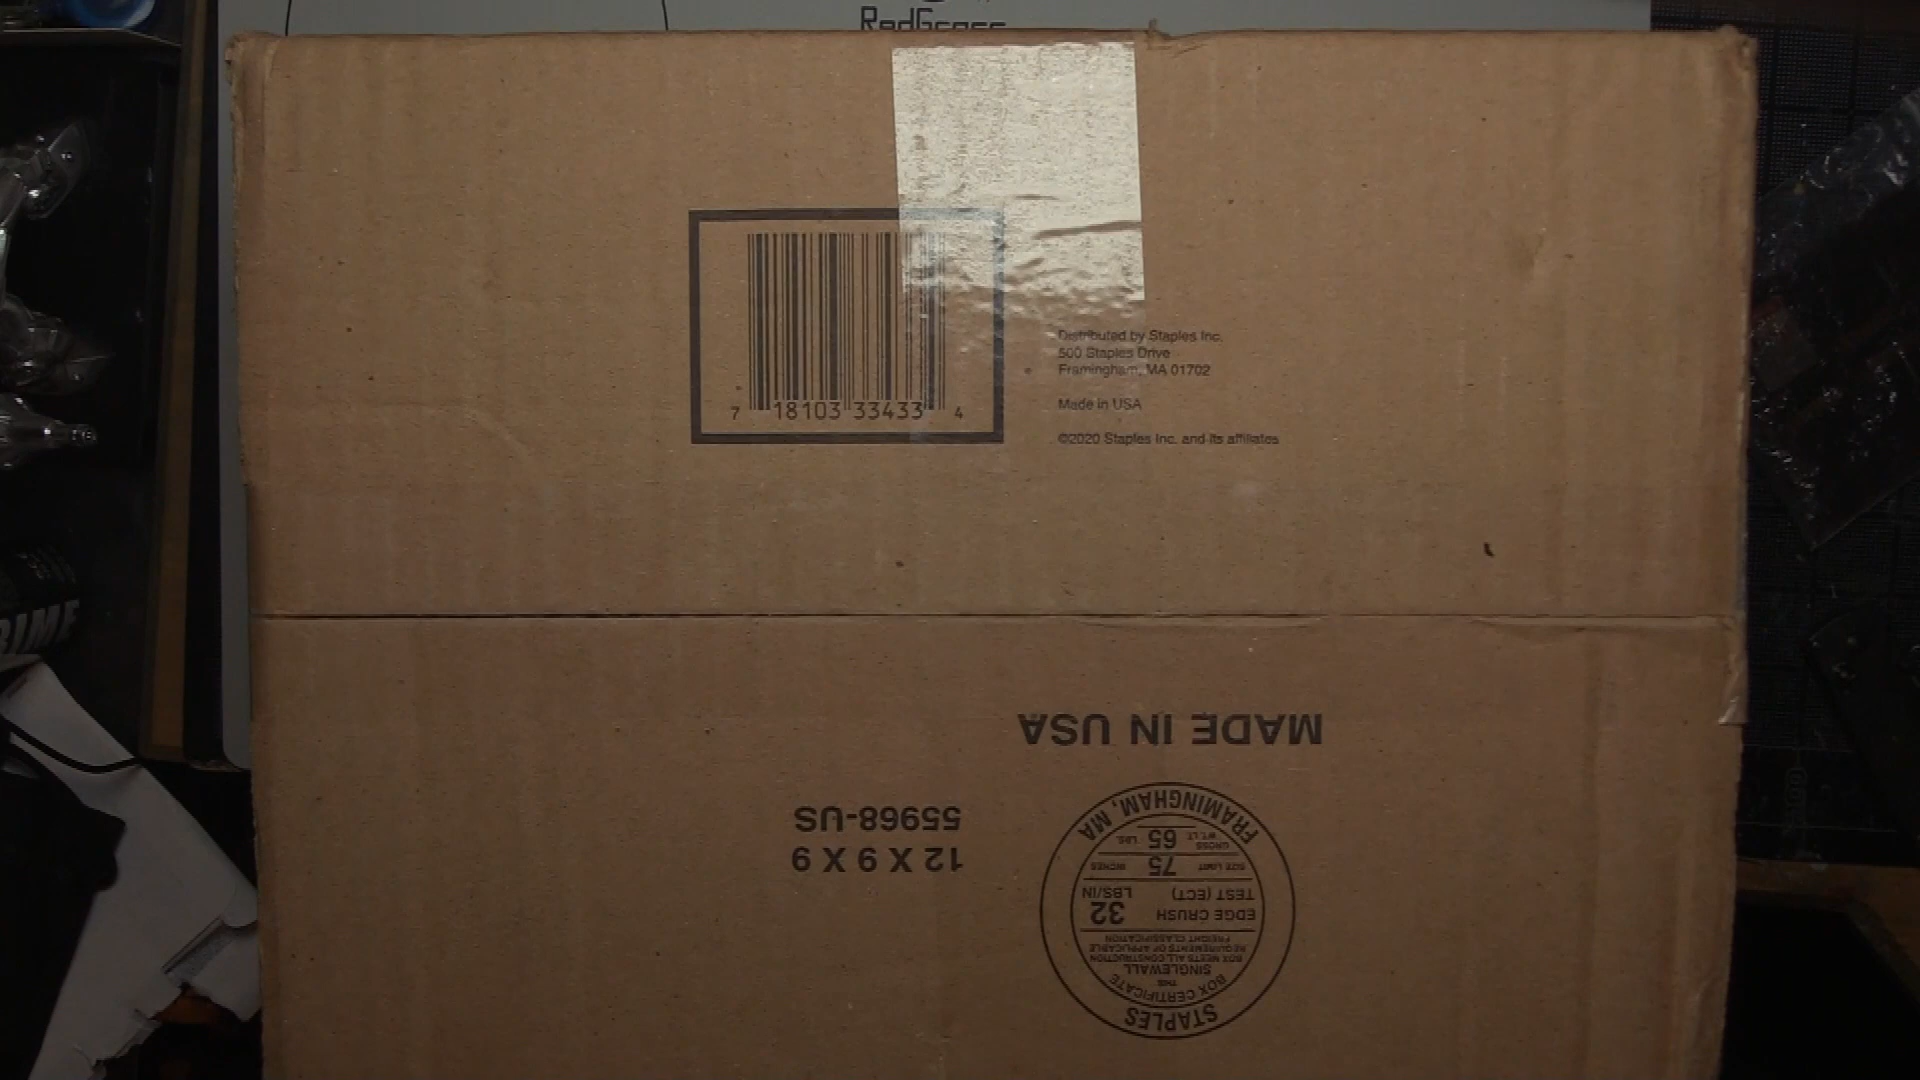 RedGrass
7 18103 33433 4
Distributed by Staples Inc.
500 Staples Drive
Framingham, MA 01702
Made in USA
©2020 Staples Inc. and its affiliates
MADE IN USA
55968-US
12 X 9 X 9
STAPLES
BOX CERTIFICATE
THIS
SINGLEWALL
BOX MEETS ALL CONSTRUCTION
REQUIREMENTS OF APPLICABLE
FREIGHT CLASSIFICATION
EDGE CRUSH
TEST (ECT) 32 LBS/IN
SIZE LIMIT 75 INCHES
GROSS WT. LT. 65 LBS.
FRAMINGHAM, MA